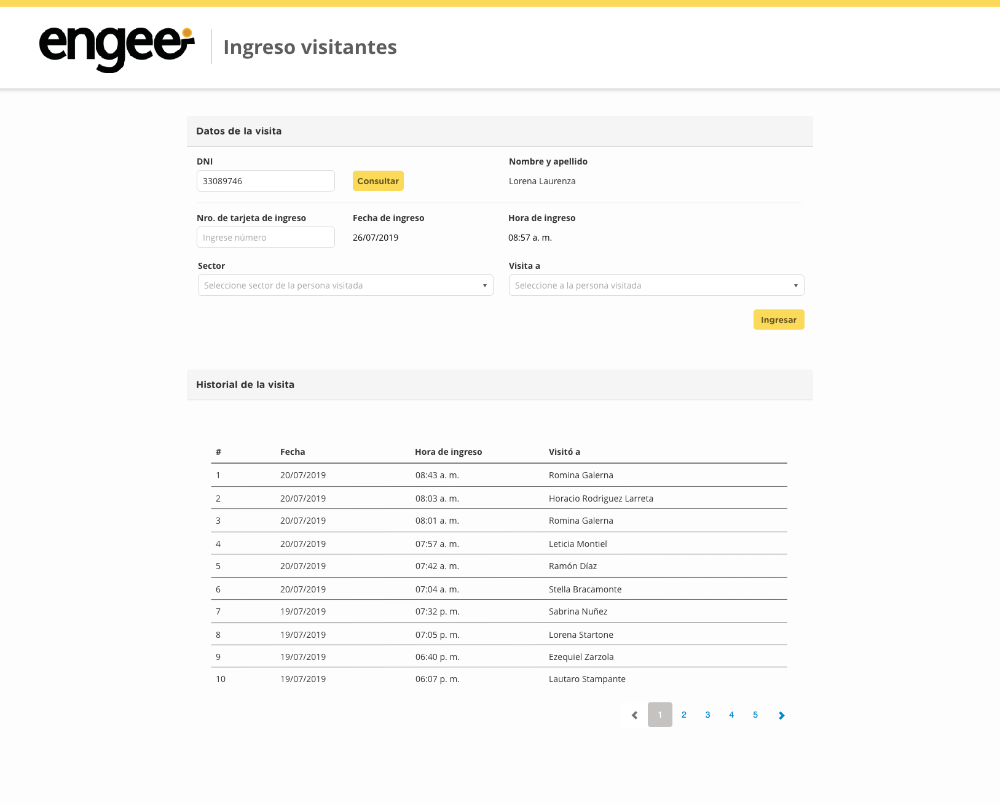 engee
Ingreso visitantes
Datos de la visita
DNI
Nombre y apellido
33089746
Consultar
Lorena Laurenza
Nro. de tarjeta de ingreso
Fecha de ingreso
Hora de ingreso
Ingrese número
26/07/2019
08:57 a. m.
Sector
Visita a
Seleccione sector de la persona visitada
Seleccione a la persona visitada
Ingresar
Historial de la visita
# Fecha Hora de ingreso Visitó a
1 20/07/2019 08:43 a. m. Romina Galerna
2 20/07/2019 08:03 a. m. Horacio Rodriguez Larreta
3 20/07/2019 08:01 a. m. Romina Galerna
4 20/07/2019 07:57 a. m. Leticia Montiel
5 20/07/2019 07:42 a. m. Ramón Díaz
6 20/07/2019 07:04 a. m. Stella Bracamonte
7 19/07/2019 07:32 p. m. Sabrina Nuñez
8 19/07/2019 07:05 p. m. Lorena Startone
9 19/07/2019 06:40 p. m. Ezequiel Zarzola
10 19/07/2019 06:07 p. m. Lautaro Stampante
1 2 3 4 5